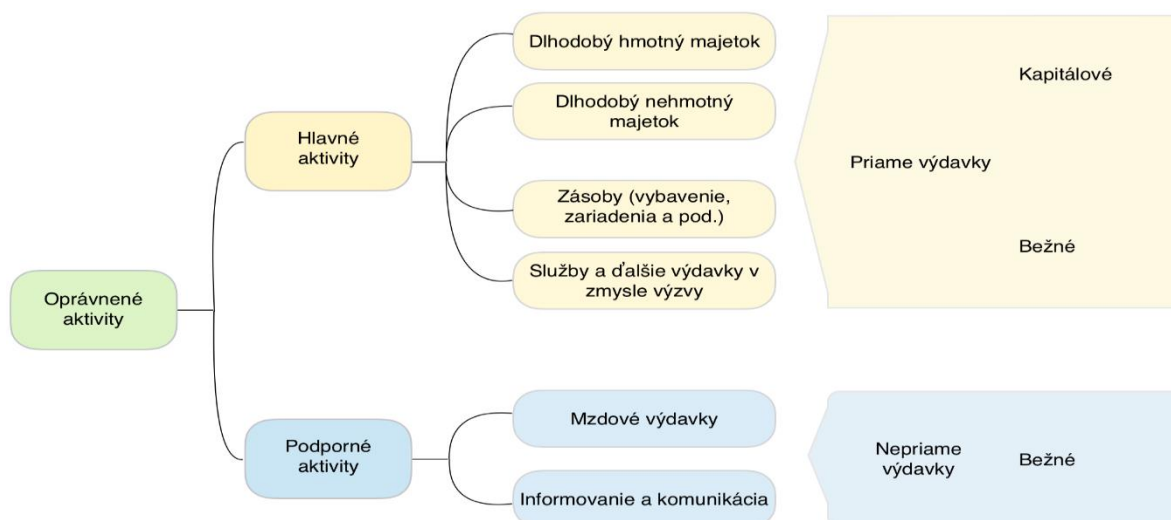 Oprávnené
aktivity
Hlavné
aktivity
Dlhodobý hmotný majetok
Dlhodobý nehmotný
majetok
Zásoby (vybavenie,
zariadenia a pod.)
Služby a ďalšie výdavky v
zmysle výzvy
Priame výdavky
Kapitálové
Bežné
Podporné
aktivity
Mzdové výdavky
Informovanie a komunikácia
Nepriame
výdavky
Bežné